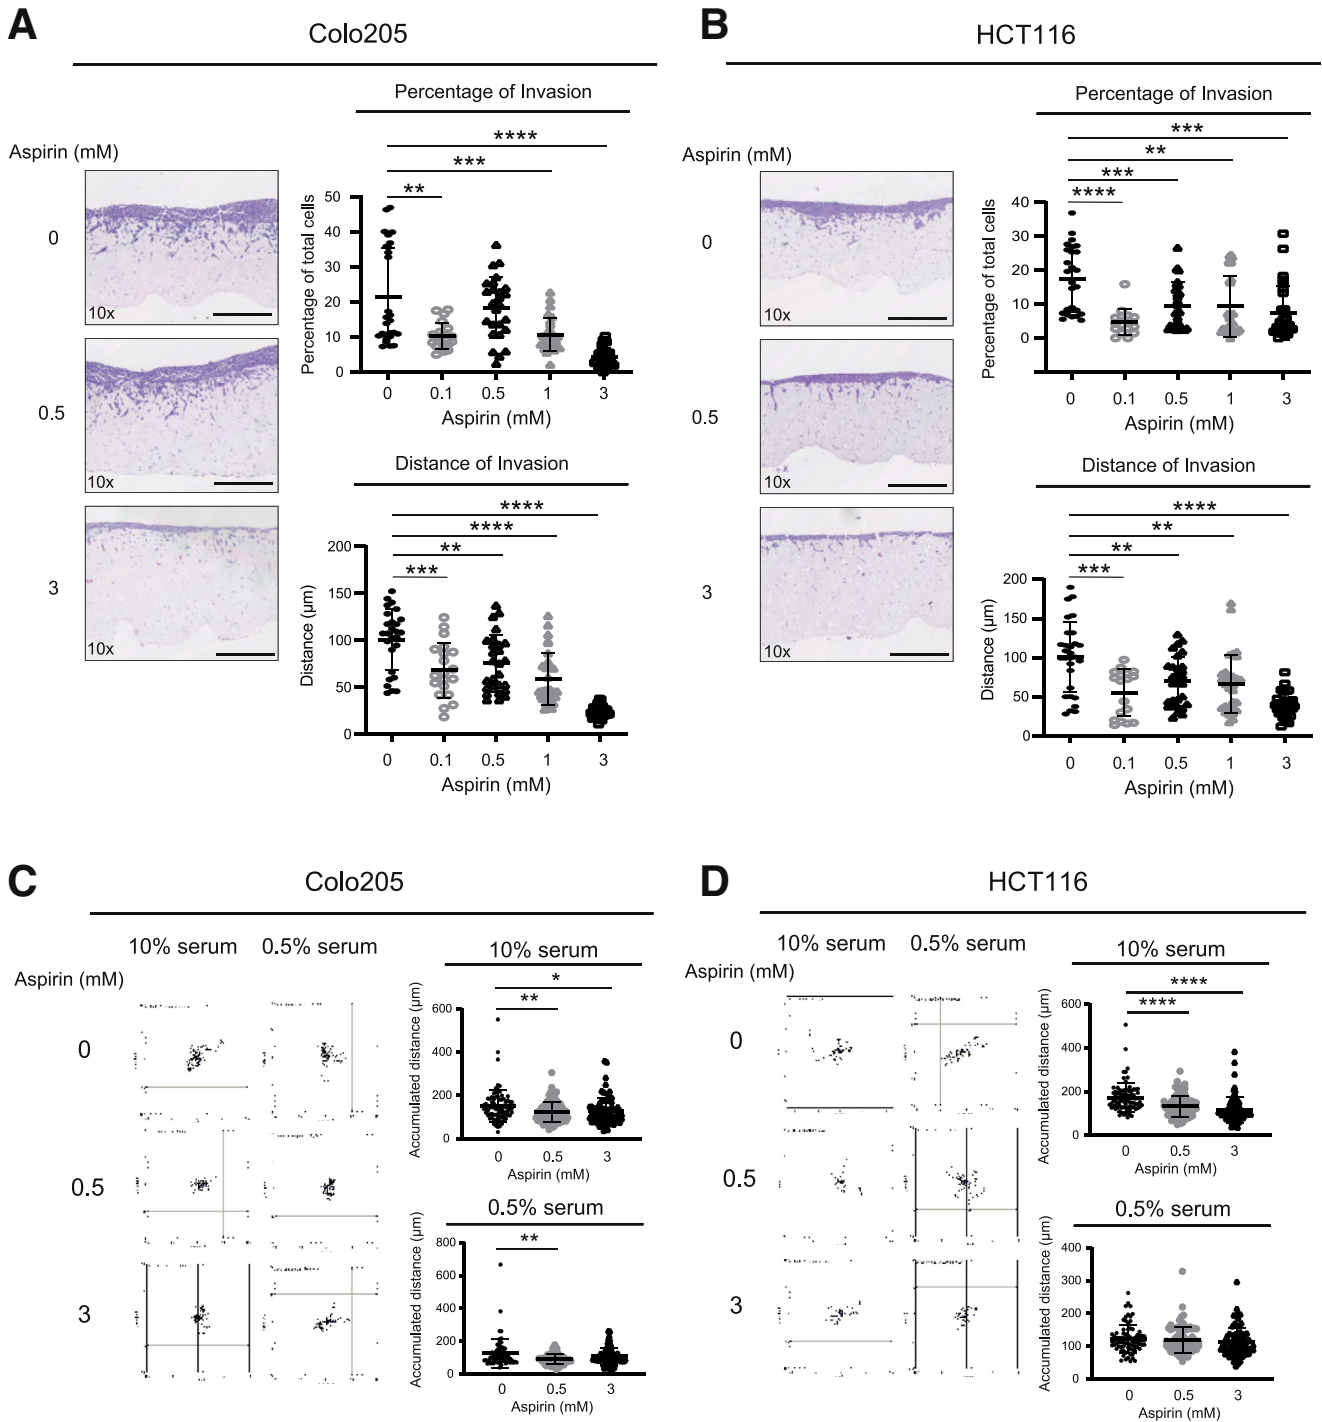 A
Colo205
Percentage of Invasion
****
***
**
Aspirin (mM)
0
10x
0.5
10x
3
10x
Percentage of total cells
50
40
30
20
10
0
0 0.1 0.5 1 3
Aspirin (mM)
Distance of Invasion
****
****
**
***
Distance (µm)
200
150
100
50
0
0 0.1 0.5 1 3
Aspirin (mM)
B
HCT116
Percentage of Invasion
***
**
***
****
Aspirin (mM)
0
10x
0.5
10x
3
10x
Percentage of total cells
40
30
20
10
0
0 0.1 0.5 1 3
Aspirin (mM)
Distance of Invasion
****
**
**
***
Distance (µm)
200
150
100
50
0
0 0.1 0.5 1 3
Aspirin (mM)
C
Colo205
10% serum 0.5% serum
Aspirin (mM)
0
0.5
3
10% serum
*
**
Accumulated distance (µm)
600
400
200
0
0 0.5 3
Aspirin (mM)
0.5% serum
**
Accumulated distance (µm)
800
600
400
200
0
0 0.5 3
Aspirin (mM)
D
HCT116
10% serum 0.5% serum
Aspirin (mM)
0
0.5
3
10% serum
****
****
Accumulated distance (µm)
600
400
200
0
0 0.5 3
Aspirin (mM)
0.5% serum
Accumulated distance (µm)
400
300
200
100
0
0 0.5 3
Aspirin (mM)